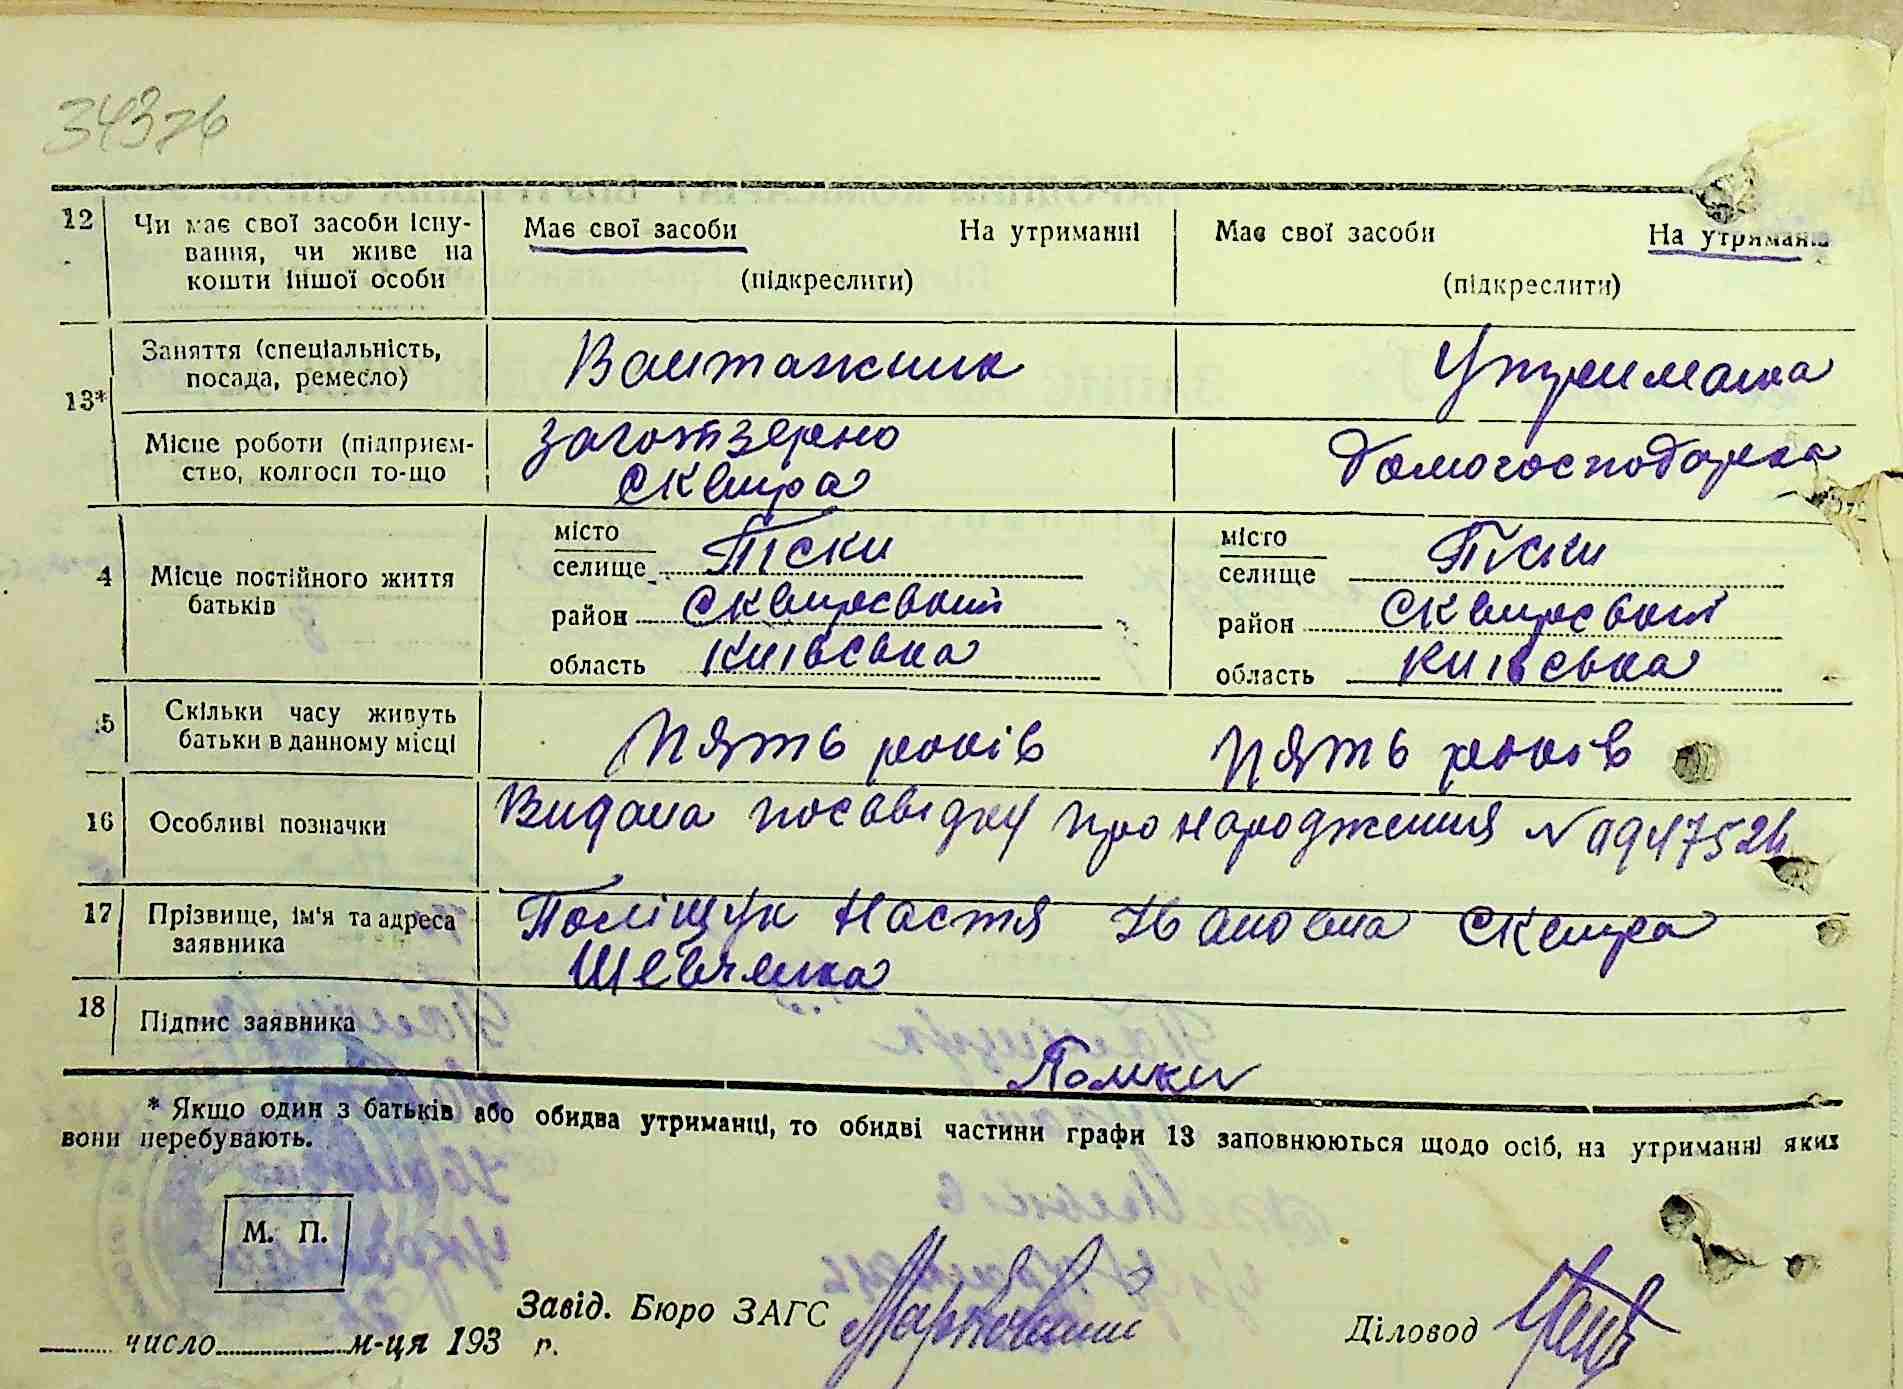 34376
12 Чи має свої засоби існу- Має свої засоби На утриманні Має свої засоби На утриманні
вання, чи живе на
кошти іншої особи (підкреслити) (підкреслити)
13* Заняття (спеціальність, Вантажник Утриманка
посада, ремесло)
Місце роботи (підприєм- Заготзерно Домогосподарка
ство, колгосп то-що Сквира
4 Місце постійного життя місто Піски місто Піски
батьків селище селище
район Сквирський район Сквирський
область Київська область Київська
5 Скільки часу живуть Пять років Пять років
батьки в данному місці
16 Особливі позначки Видана посвідку про народження №
17 Прізвище, ім'я та адреса Поліщук Настя Івановна Сквира
заявника Шевченка
18 Підпис заявника
* Якщо один з батьків або обидва утриманці, то обидві частини графи 13 заповнюються щодо осіб, на утриманні яких
вони перебувають.
М. П.
Завід. Бюро ЗАГС Діловод
число м-ця 193 г.